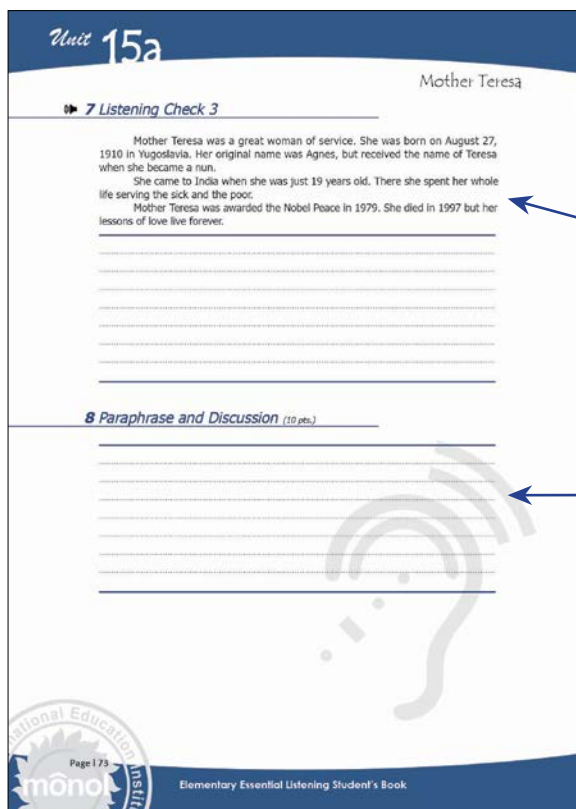 Unit 15a
Mother Teresa
7 Listening Check 3
Mother Teresa was a great woman of service. She was born on August 27,
1910 in Yugoslavia. Her original name was Agnes, but received the name of Teresa
when she became a nun.
She came to India when she was just 19 years old. There she spent her whole
life serving the sick and the poor.
Mother Teresa was awarded the Nobel Peace in 1979. She died in 1997 but her
lessons of love live forever.
8 Paraphrase and Discussion (10 pts.)
national Education Insti
Page | 73
mônol
Elementary Essential Listening Student's Book